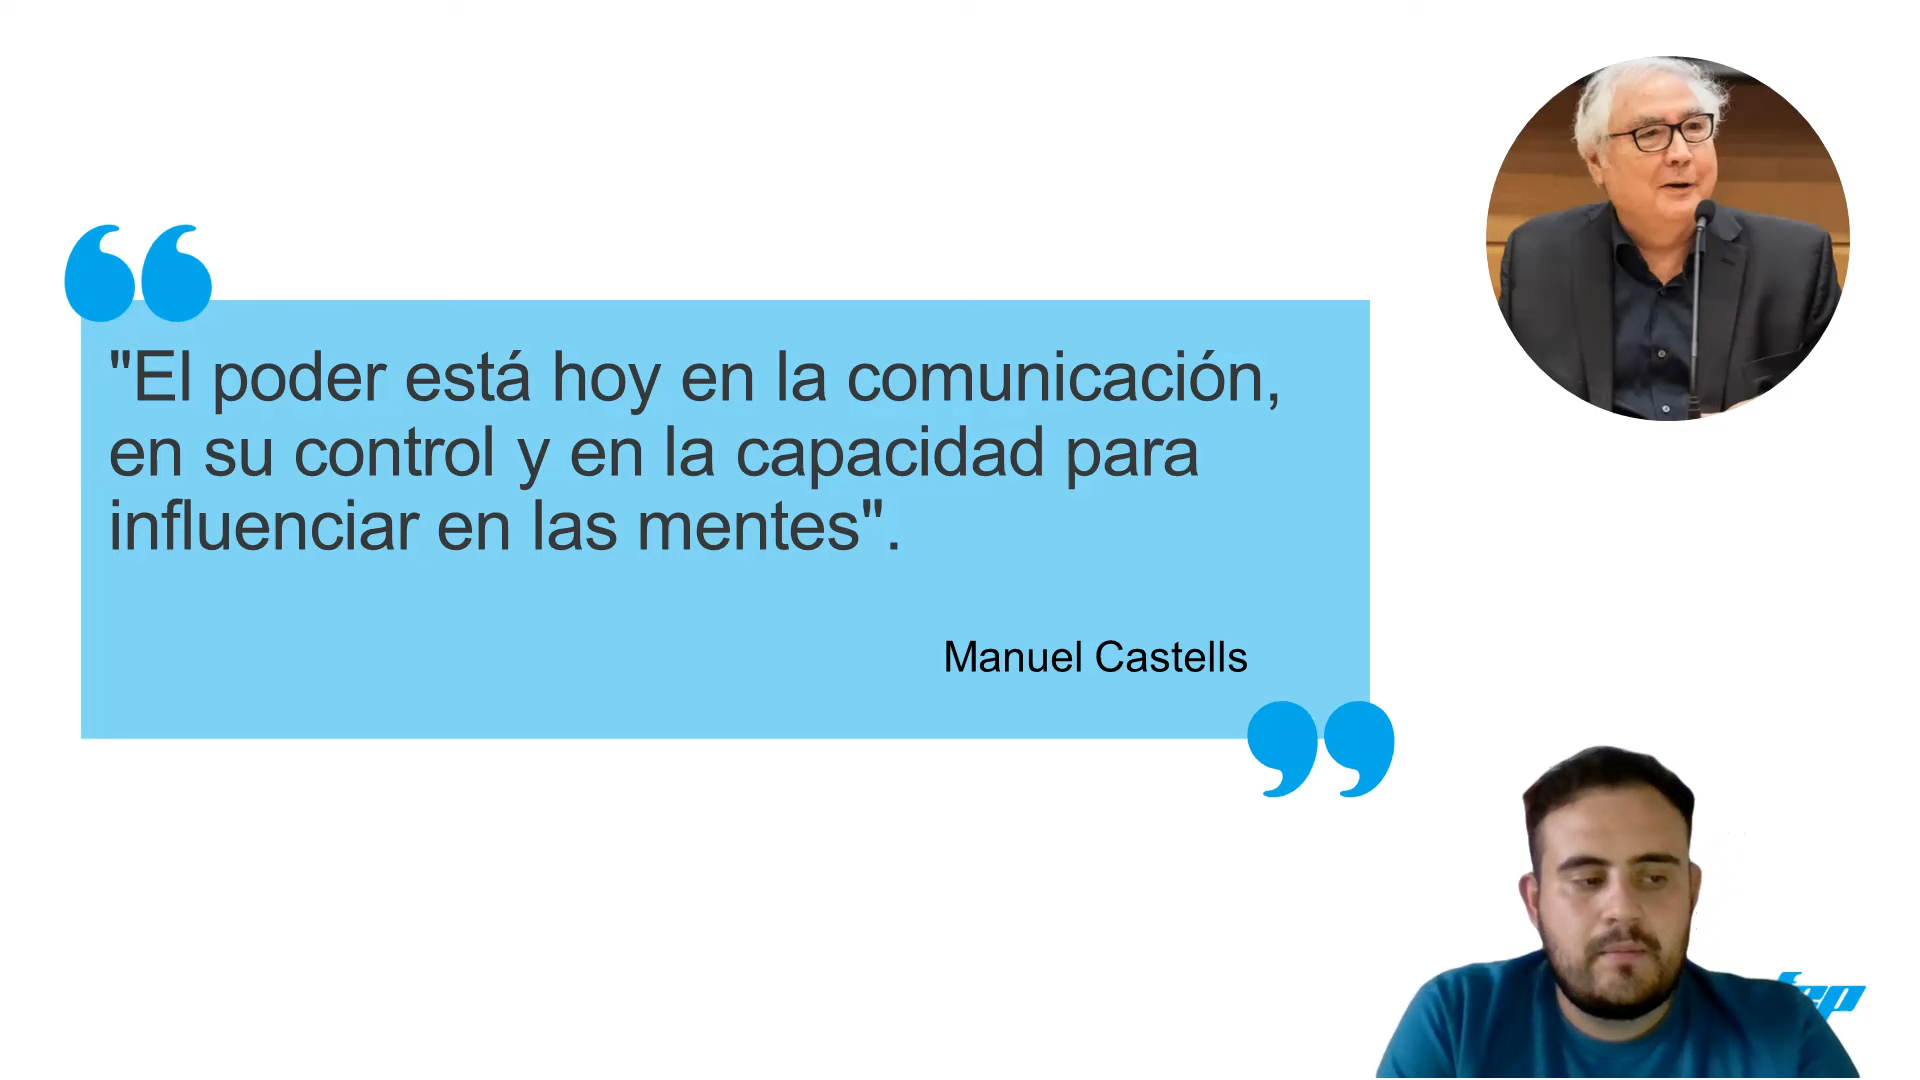 "El poder está hoy en la comunicación,
en su control y en la capacidad para
influenciar en las mentes".
Manuel Castells